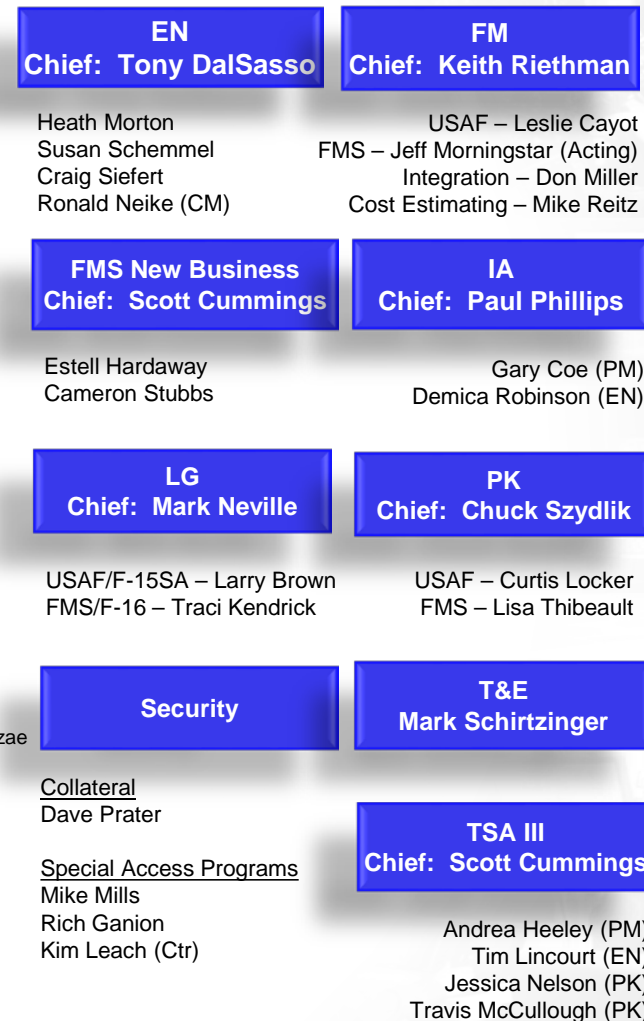 EN
Chief: Tony DalSasso
Heath Morton
Susan Schemmel
Craig Siefert
Ronald Neike (CM)
FM
Chief: Keith Riethman
USAF – Leslie Cayot
FMS – Jeff Morningstar (Acting)
Integration – Don Miller
Cost Estimating – Mike Reitz
FMS New Business
Chief: Scott Cummings
Estell Hardaway
Cameron Stubbs
IA
Chief: Paul Phillips
Gary Coe (PM)
Demica Robinson (EN)
LG
Chief: Mark Neville
USAF/F-15SA – Larry Brown
FMS/F-16 – Traci Kendrick
PK
Chief: Chuck Szydlik
USAF – Curtis Locker
FMS – Lisa Thibeault
zae
Security
Collateral
Dave Prater
Special Access Programs
Mike Mills
Rich Ganion
Kim Leach (Ctr)
T&E
Mark Schirtzinger
TSA III
Chief: Scott Cummings
Andrea Heeley (PM)
Tim Lincourt (EN)
Jessica Nelson (PK)
Travis McCullough (PK)